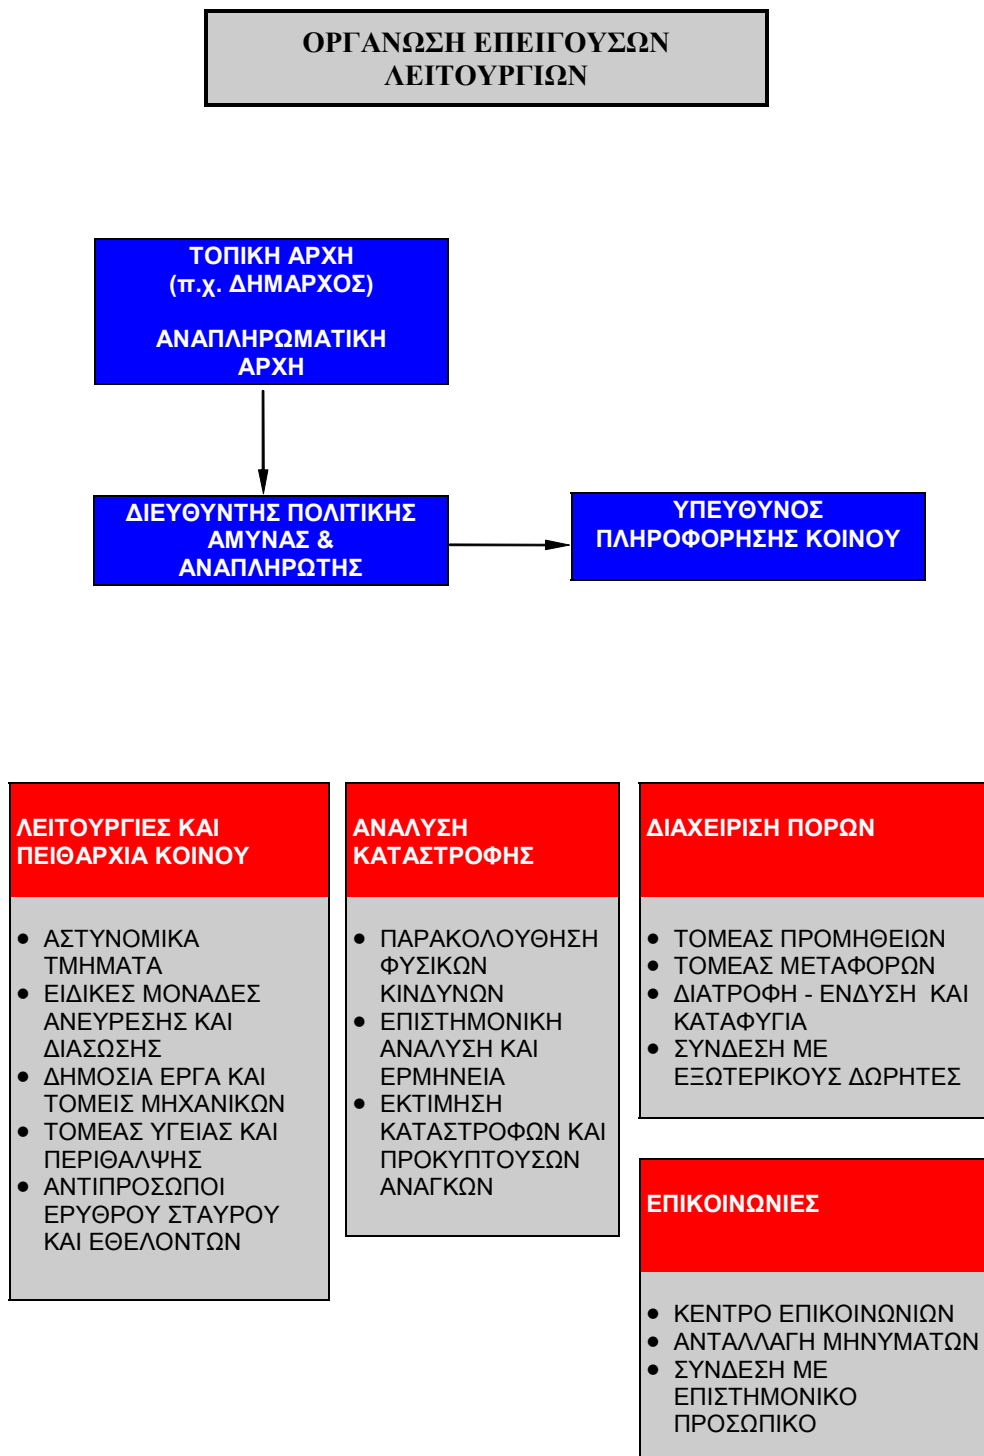 ΟΡΓΑΝΩΣΗ ΕΠΕΙΓΟΥΣΩΝ
ΛΕΙΤΟΥΡΓΙΩΝ
ΤΟΠΙΚΗ ΑΡΧΗ
(π.χ. ΔΗΜΑΡΧΟΣ)
ΑΝΑΠΛΗΡΩΜΑΤΙΚΗ
ΑΡΧΗ
ΔΙΕΥΘΥΝΤΗΣ ΠΟΛΙΤΙΚΗΣ
ΑΜΥΝΑΣ &
ΑΝΑΠΛΗΡΩΤΗΣ
ΥΠΕΥΘΥΝΟΣ
ΠΛΗΡΟΦΟΡΗΣΗΣ ΚΟΙΝΟΥ
ΛΕΙΤΟΥΡΓΙΕΣ ΚΑΙ
ΠΕΙΘΑΡΧΙΑ ΚΟΙΝΟΥ
• ΑΣΤΥΝΟΜΙΚΑ
ΤΜΗΜΑΤΑ
• ΕΙΔΙΚΕΣ ΜΟΝΑΔΕΣ
ΑΝΕΥΡΕΣΗΣ ΚΑΙ
ΔΙΑΣΩΣΗΣ
• ΔΗΜΟΣΙΑ ΕΡΓΑ ΚΑΙ
ΤΟΜΕΙΣ ΜΗΧΑΝΙΚΩΝ
• ΤΟΜΕΑΣ ΥΓΕΙΑΣ ΚΑΙ
ΠΕΡΙΘΑΛΨΗΣ
• ΑΝΤΙΠΡΟΣΩΠΟΙ
ΕΡΥΘΡΟΥ ΣΤΑΥΡΟΥ
ΚΑΙ ΕΘΕΛΟΝΤΩΝ
ΑΝΑΛΥΣΗ
ΚΑΤΑΣΤΡΟΦΗΣ
• ΠΑΡΑΚΟΛΟΥΘΗΣΗ
ΦΥΣΙΚΩΝ
ΚΙΝΔΥΝΩΝ
• ΕΠΙΣΤΗΜΟΝΙΚΗ
ΑΝΑΛΥΣΗ ΚΑΙ
ΕΡΜΗΝΕΙΑ
• ΕΚΤΙΜΗΣΗ
ΚΑΤΑΣΤΡΟΦΩΝ ΚΑΙ
ΠΡΟΚΥΠΤΟΥΣΩΝ
ΑΝΑΓΚΩΝ
ΔΙΑΧΕΙΡΙΣΗ ΠΟΡΩΝ
• ΤΟΜΕΑΣ ΠΡΟΜΗΘΕΙΩΝ
• ΤΟΜΕΑΣ ΜΕΤΑΦΟΡΩΝ
• ΔΙΑΤΡΟΦΗ - ΕΝΔΥΣΗ ΚΑΙ
ΚΑΤΑΦΥΓΙΑ
• ΣΥΝΔΕΣΗ ΜΕ
ΕΞΩΤΕΡΙΚΟΥΣ ΔΩΡΗΤΕΣ
ΕΠΙΚΟΙΝΩΝΙΕΣ
• ΚΕΝΤΡΟ ΕΠΙΚΟΙΝΩΝΙΩΝ
• ΑΝΤΑΛΛΑΓΗ ΜΗΝΥΜΑΤΩΝ
• ΣΥΝΔΕΣΗ ΜΕ
ΕΠΙΣΤΗΜΟΝΙΚΟ
ΠΡΟΣΩΠΙΚΟ